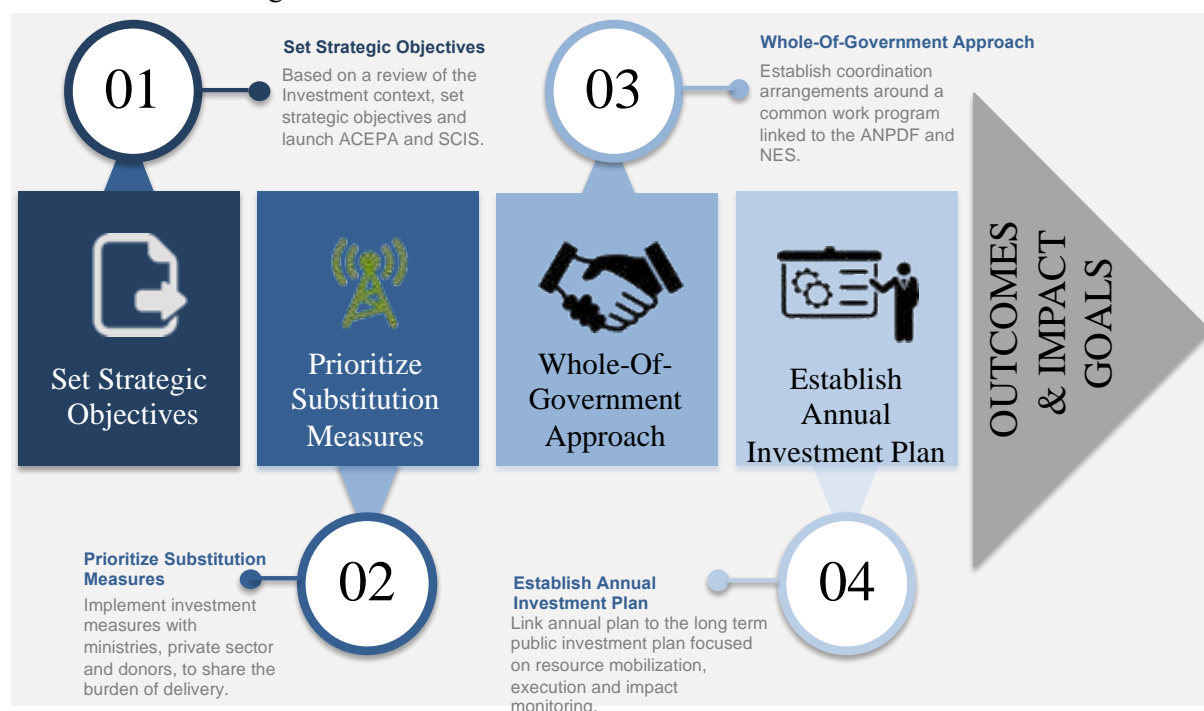 01
Set Strategic Objectives
Based on a review of the
Investment context, set
strategic objectives and
launch ACEPA and SCIS.
03
Whole-Of-Government Approach
Establish coordination
arrangements around a
common work program
linked to the ANPDF and
NES.
Set Strategic
Objectives
Prioritize
Substitution
Measures
Whole-Of-
Government
Approach
Establish
Annual
Investment Plan
OUTCOMES
& IMPACT
GOALS
Prioritize Substitution
Measures
Implement investment
measures with
ministries, private sector
and donors, to share the
burden of delivery.
02
Establish Annual
Investment Plan
Link annual plan to the long term
public investment plan focused
on resource mobilization,
execution and impact
monitoring.
04